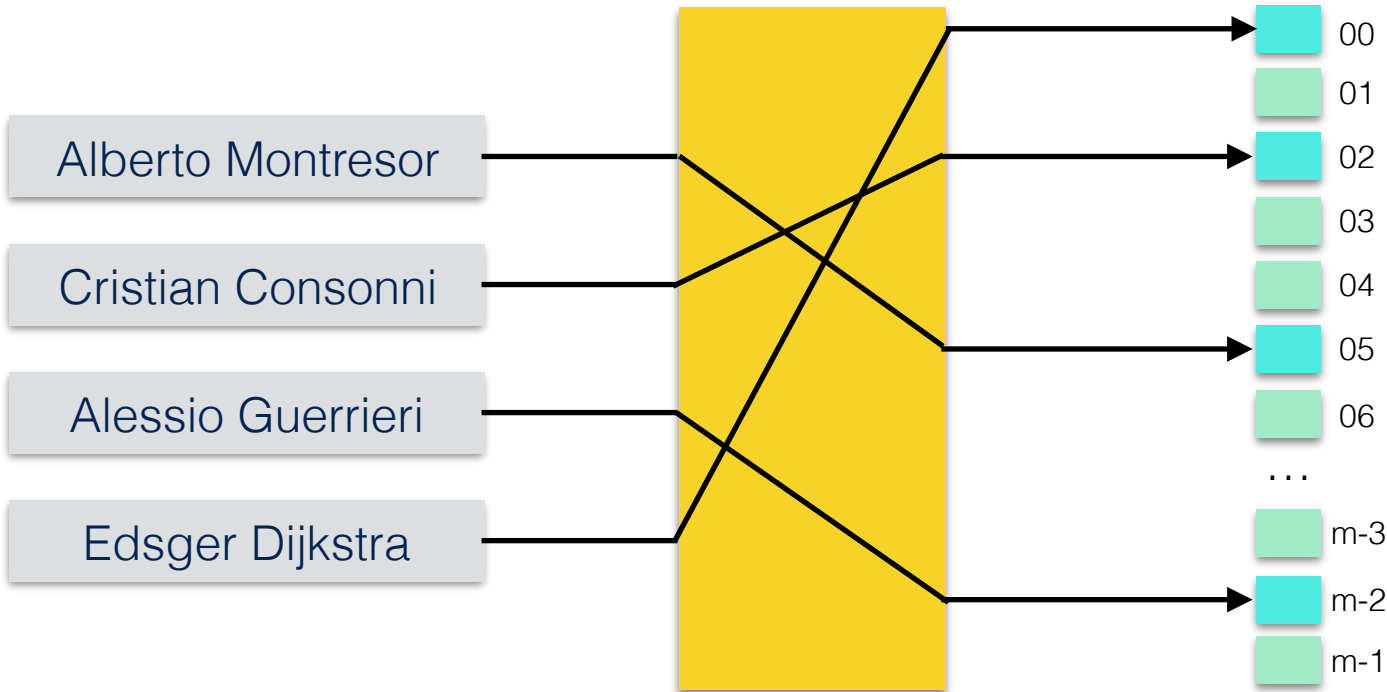 Alberto Montresor
Cristian Consonni
Alessio Guerrieri
Edsger Dijkstra
00
01
02
03
04
05
06
...
m-3
m-2
m-1